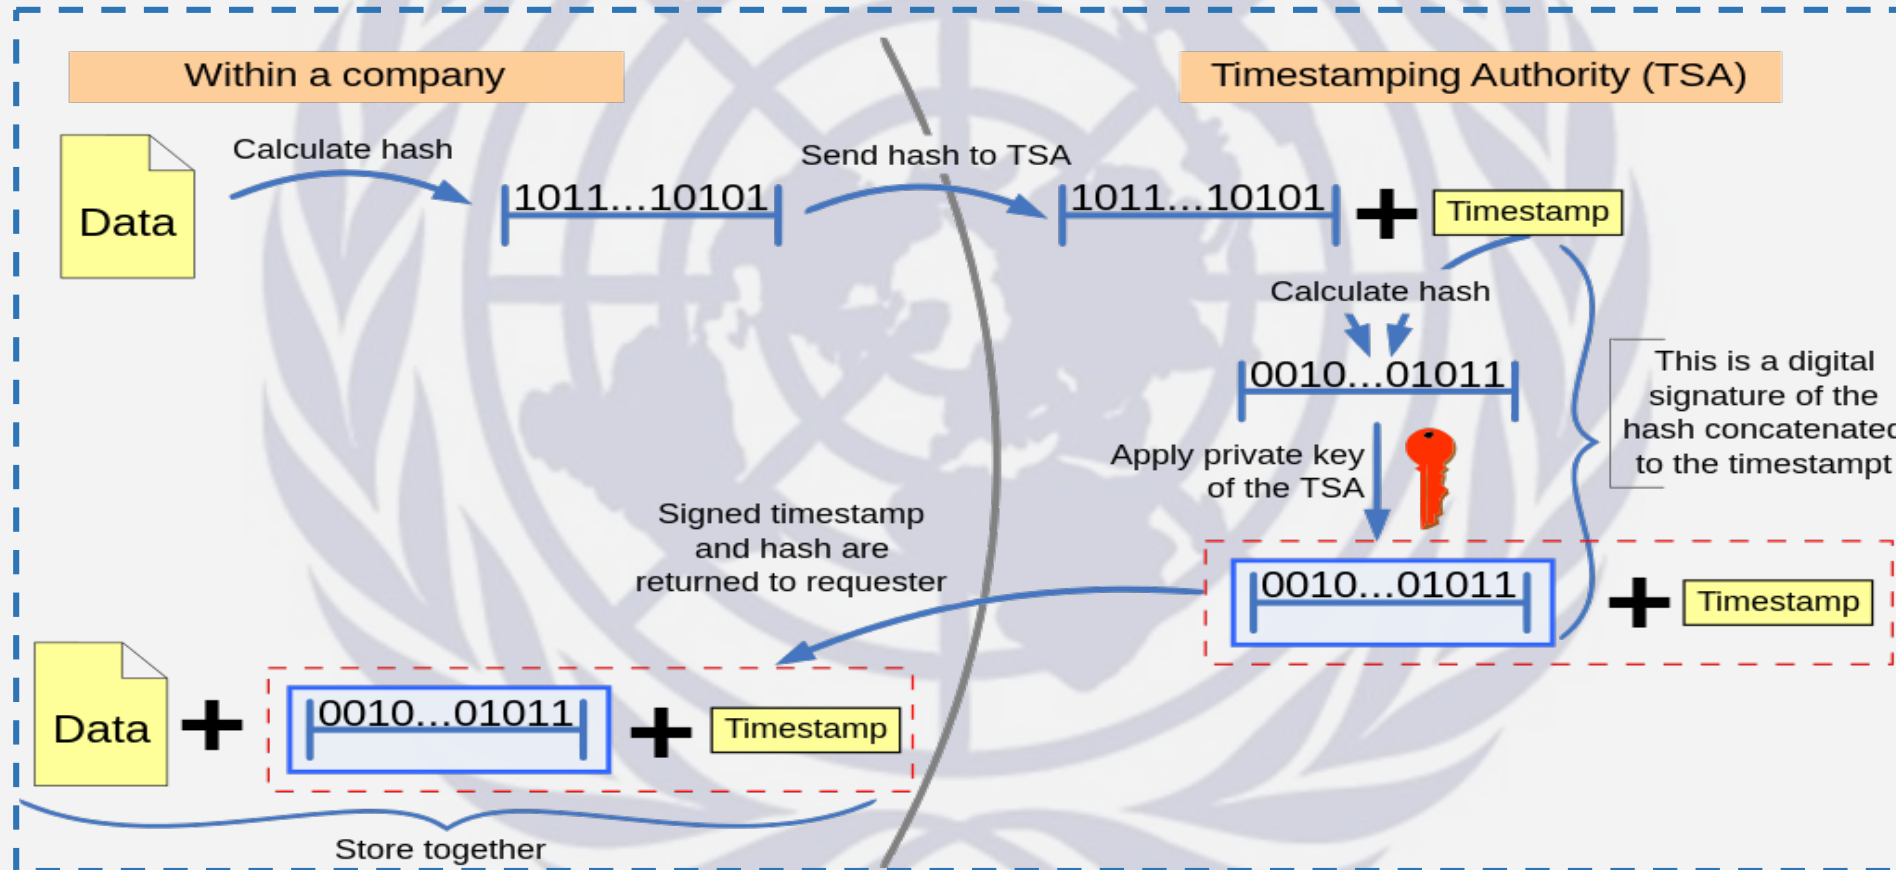 Within a company
Timestamping Authority (TSA)
Data
Calculate hash
1011...10101
Send hash to TSA
1011...10101
Timestamp
Calculate hash
0010...01011
This is a digital
signature of the
hash concatenated
to the timestampt
Apply private key
of the TSA
Signed timestamp
and hash are
returned to requester
0010...01011
Timestamp
Data
0010...01011
Timestamp
Store together